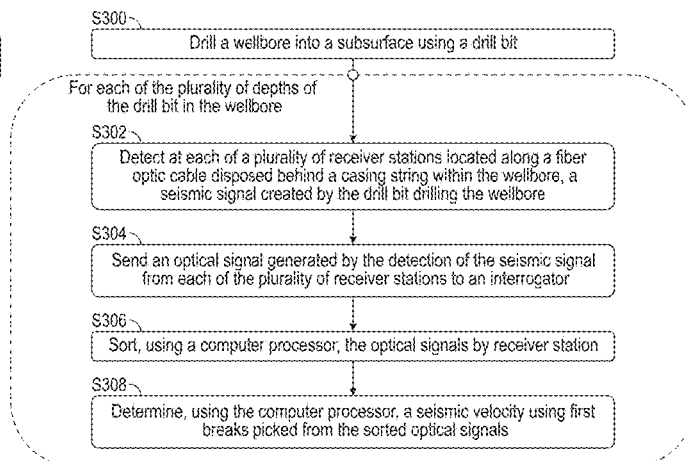 S300
Drill a wellbore into a subsurface using a drill bit
For each of the plurality of depths of
the drill bit in the wellbore
S302
Detect at each of a plurality of receiver stations located along a fiber
optic cable disposed behind a casing string within the wellbore, a
seismic signal created by the drill bit drilling the wellbore
S304
Send an optical signal generated by the detection of the seismic signal
from each of the plurality of receiver stations to an interrogator
S306
Sort, using a computer processor, the optical signals by receiver station
S308
Determine, using the computer processor, a seismic velocity using first
breaks picked from the sorted optical signals